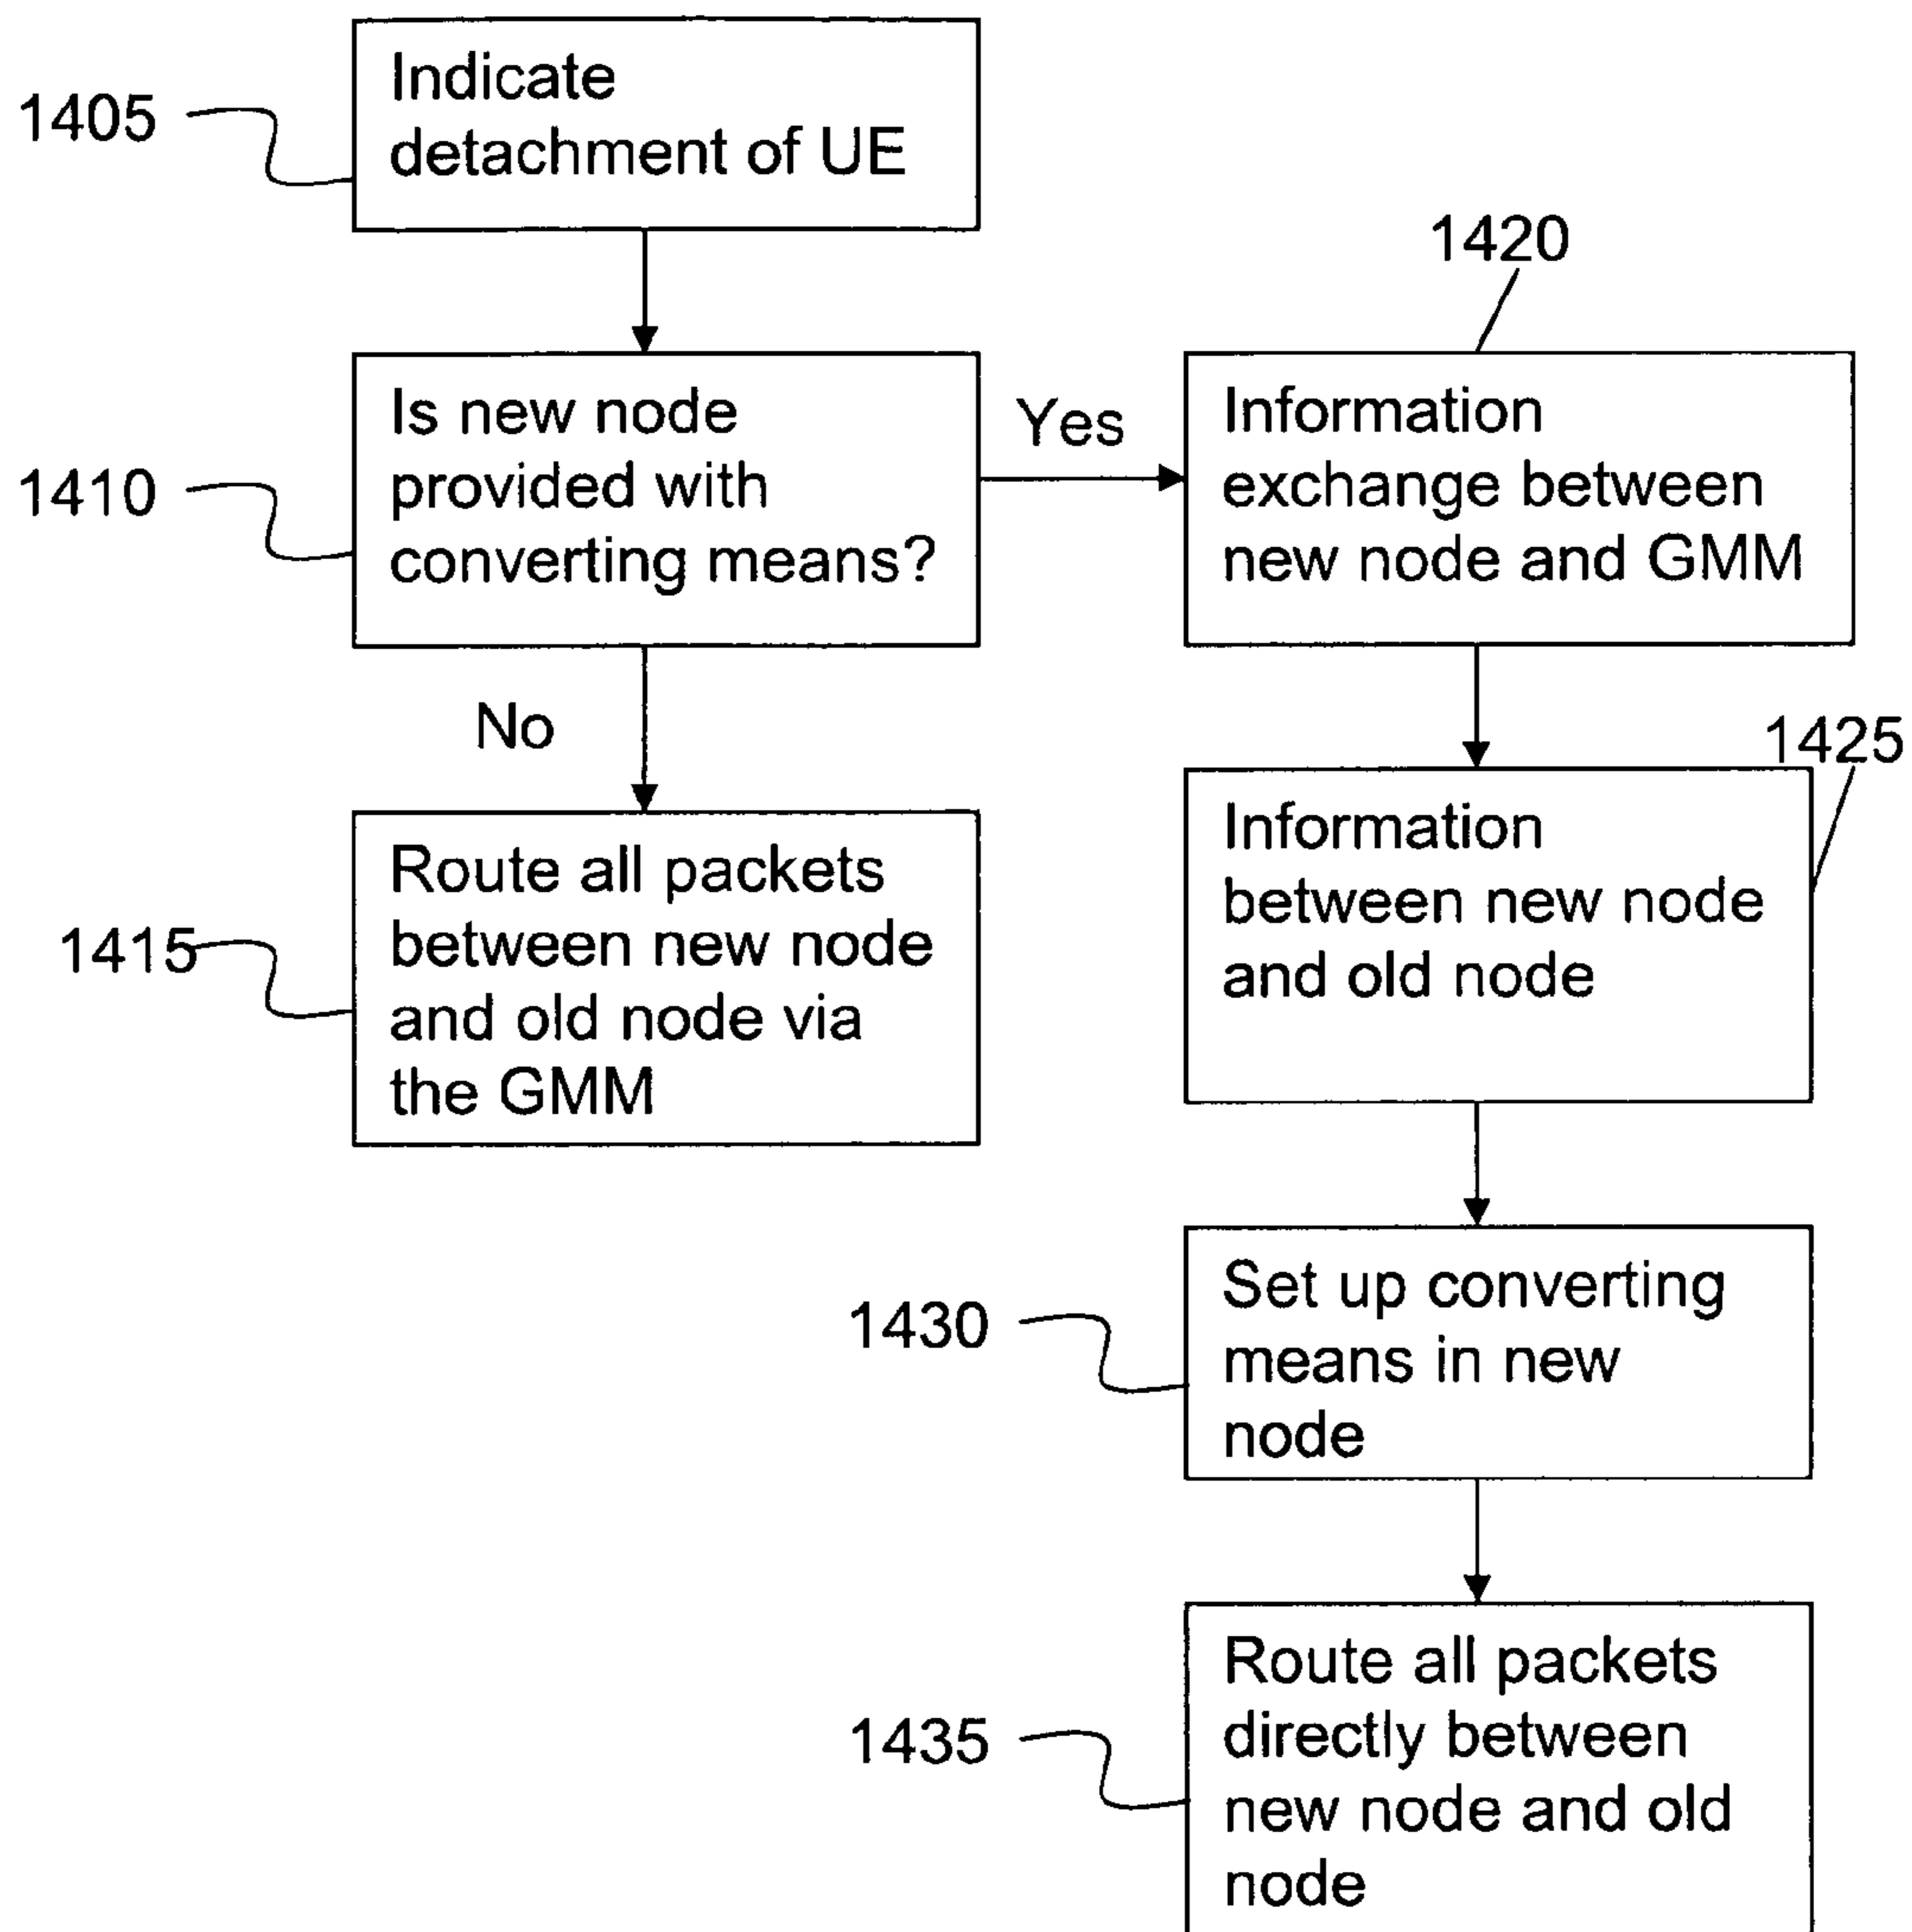 1405
Indicate
detachment of UE
1410
Is new node
provided with
converting means?
Yes
1420
Information
exchange between
new node and GMM
No
1415
Route all packets
between new node
and old node via
the GMM
1425
Information
between new node
and old node
1430
Set up converting
means in new
node
1435
Route all packets
directly between
new node and old
node